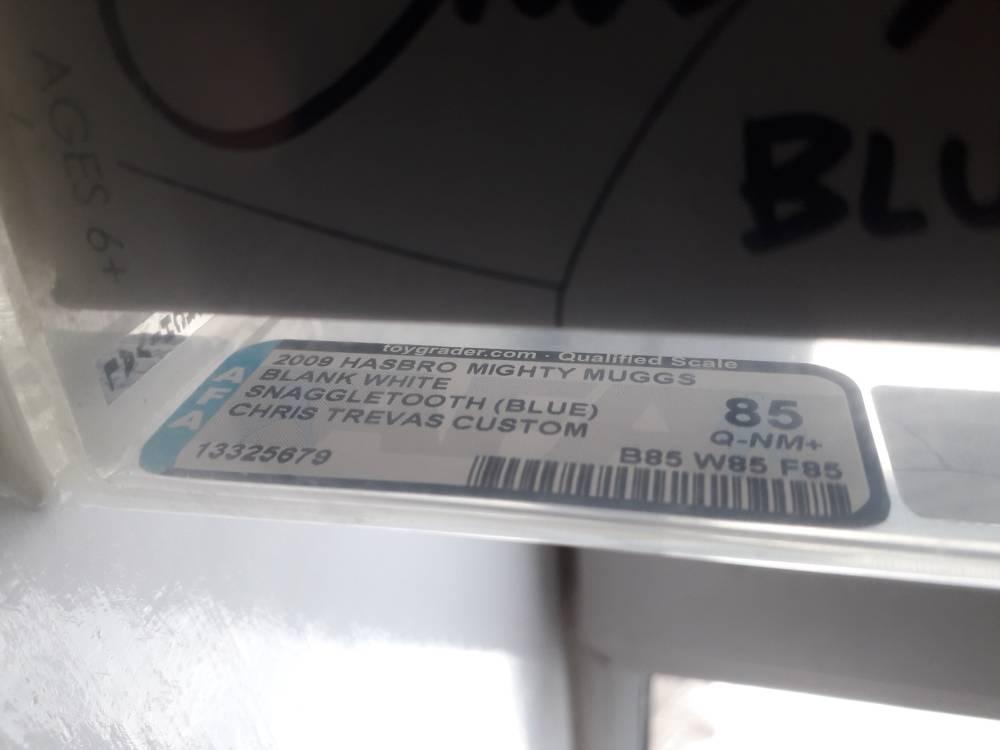 AGES 6+
BLU
toygrader.com · Qualified Scale
AFA
2009 HASBRO MIGHTY MUGGS
BLANK WHITE
SNAGGLETOOTH (BLUE)
CHRIS TREVAS CUSTOM
13325679
85
Q-NM+
B85 W85 F85